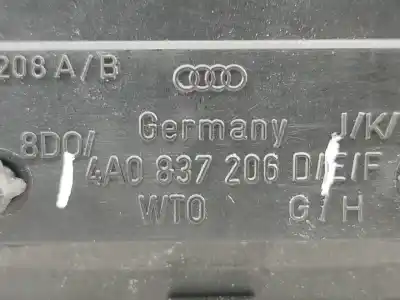 208 A/B
Germany J/K/
8D0/
4A0 837 206 D/E/F
WTO G/H